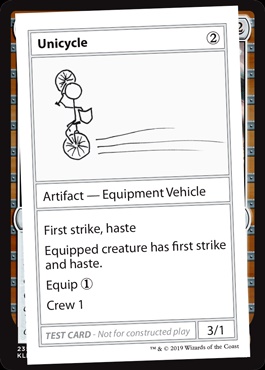 Unicycle ②
Artifact — Equipment Vehicle
First strike, haste
Equipped creature has first strike
and haste.
Equip ①
Crew 1
TEST CARD - Not for constructed play
3/1
™ & © 2019 Wizards of the Coast